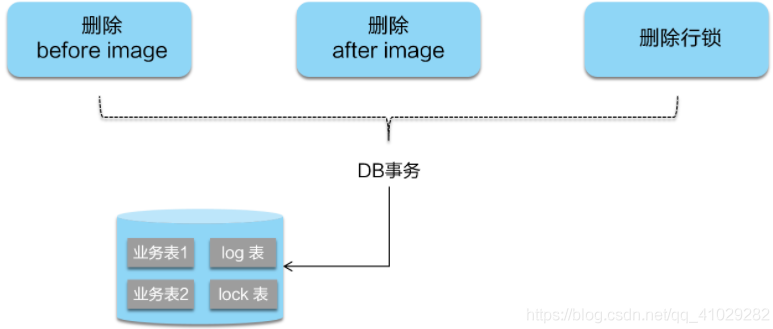 删除
before image
删除
after image
删除行锁
DB事务
业务表1
log 表
业务表2
lock 表
https://blog.csdn.net/qq_41029282